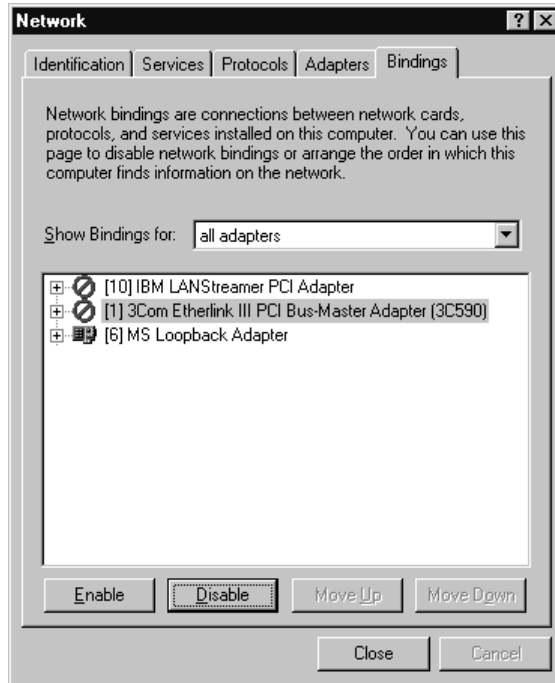 Network
Identification Services Protocols Adapters Bindings
Network bindings are connections between network cards,
protocols, and services installed on this computer. You can use this
page to disable network bindings or arrange the order in which this
computer finds information on the network.
Show Bindings for: all adapters
[10] IBM LANStreamer PCI Adapter
[1] 3Com Etherlink III PCI Bus-Master Adapter (3C590)
[6] MS Loopback Adapter
Enable Disable Move Up Move Down
Close Cancel